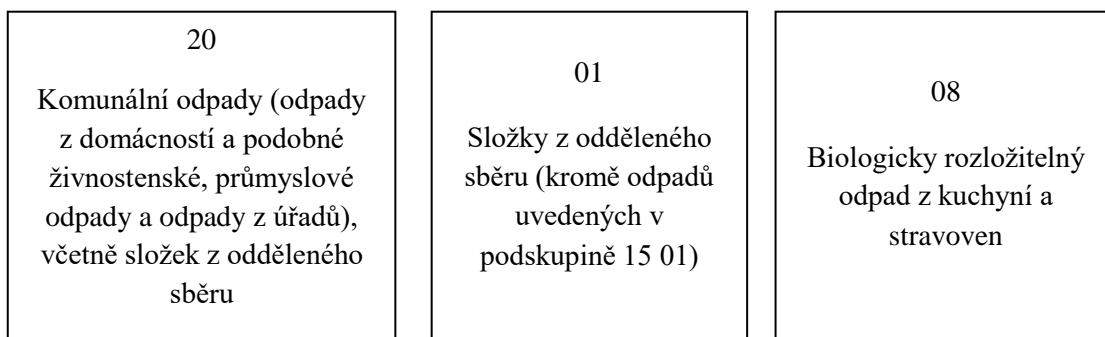 20
Komunální odpady (odpady
z domácností a podobné
živnostenské, průmyslové
odpady a odpady z úřadů),
včetně složek z odděleného
sběru
01
Složky z odděleného
sběru (kromě odpadů
uvedených v
podskupině 15 01)
08
Biologicky rozložitelný
odpad z kuchyní a
stravoven